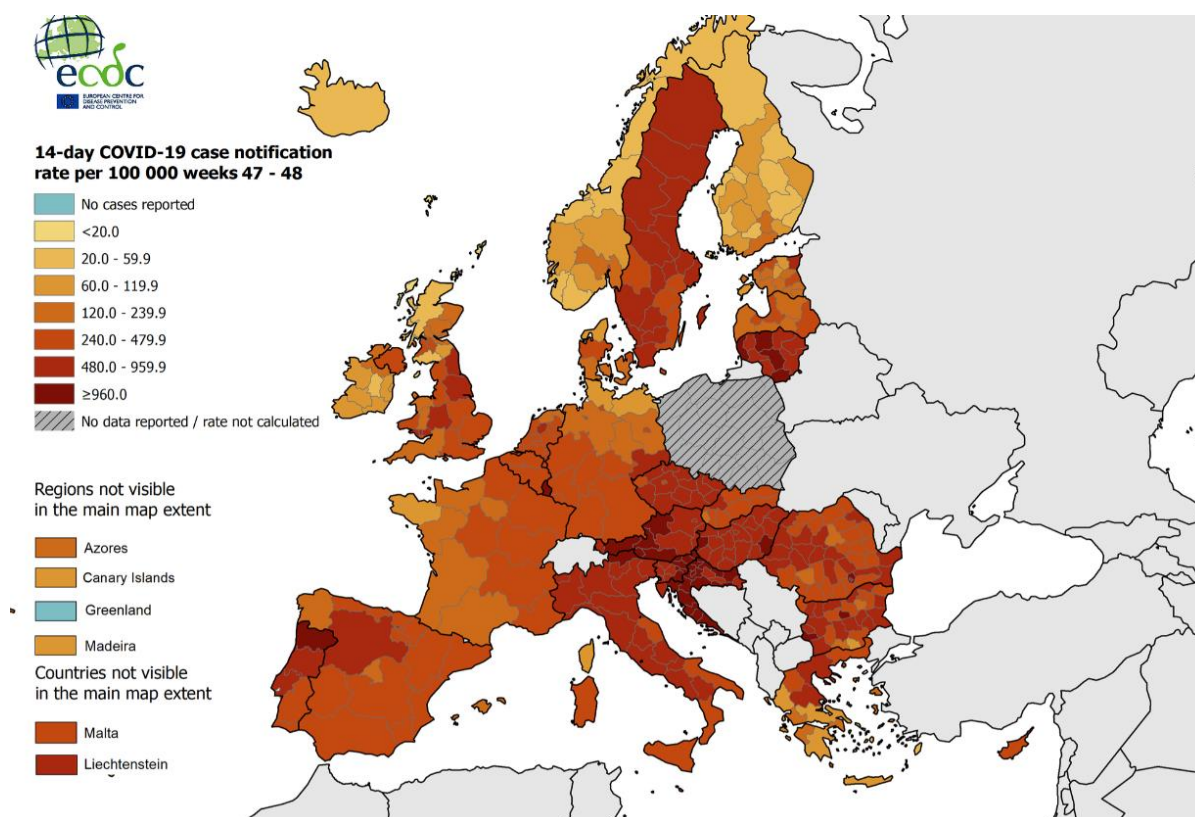 ecdc
EUROPEAN CENTRE FOR
DISEASE PREVENTION
AND CONTROL
14-day COVID-19 case notification
rate per 100 000 weeks 47 - 48
No cases reported
<20.0
20.0 - 59.9
60.0 - 119.9
120.0 - 239.9
240.0 - 479.9
480.0 - 959.9
≥960.0
No data reported / rate not calculated
Regions not visible
in the main map extent
Azores
Canary Islands
Greenland
Madeira
Countries not visible
in the main map extent
Malta
Liechtenstein